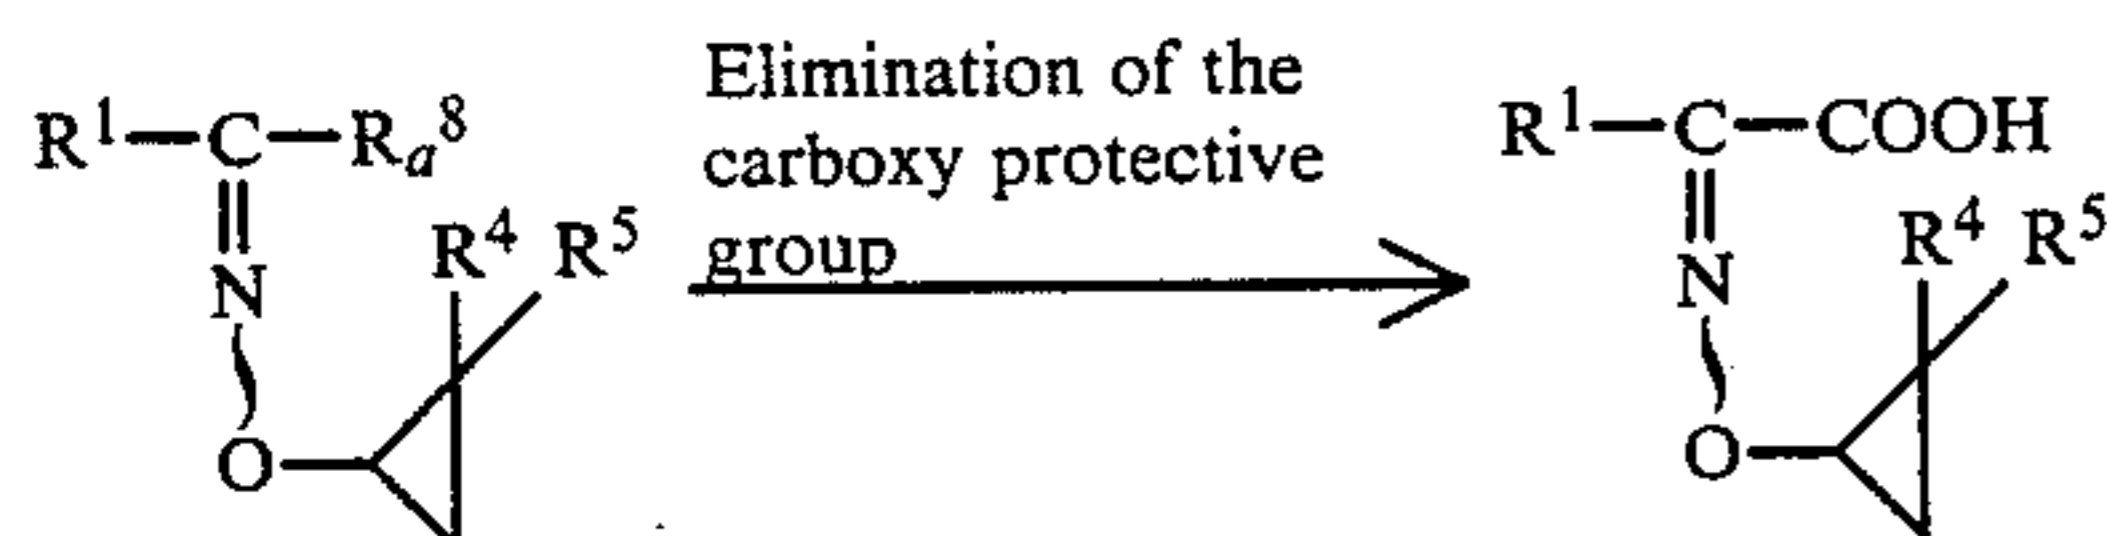 Elimination of the
carboxy protective
group
R¹—C—Rₐ⁸
N
R⁴ R⁵
O
R¹—C—COOH
N
R⁴ R⁵
O